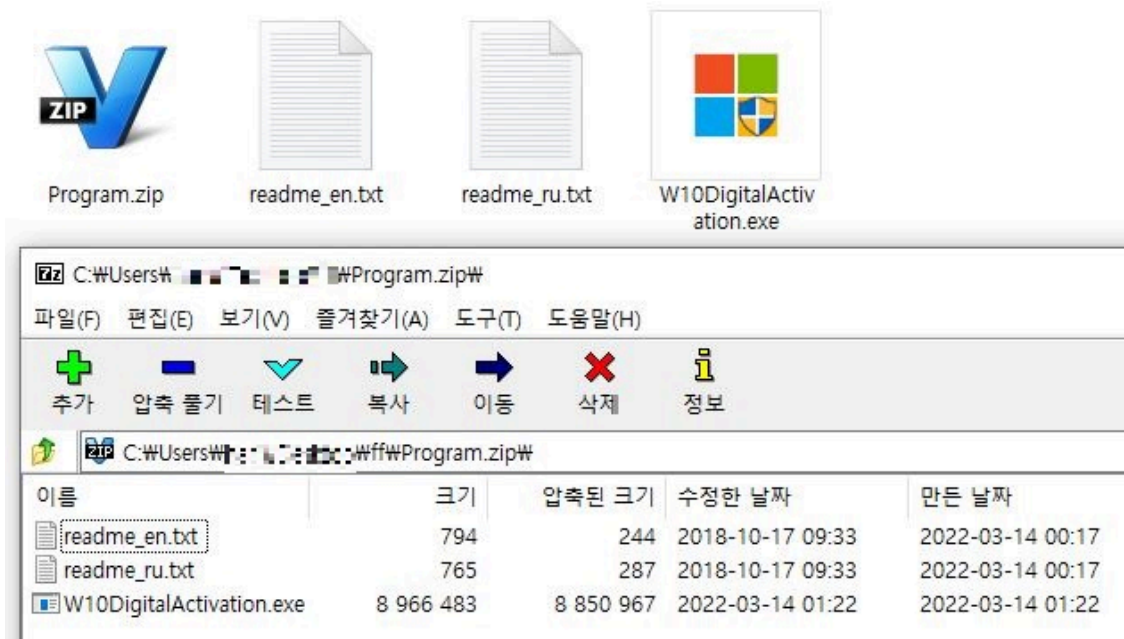 ZIP
Program.zip
readme_en.txt
readme_ru.txt
W10DigitalActiv
ation.exe
7z C:₩Users₩ ₩Program.zip₩
파일(F) 편집(E) 보기(V) 즐겨찾기(A) 도구(T) 도움말(H)
추가 압축 풀기 테스트 복사 이동 삭제 정보
ZIP C:₩Users₩ ₩ff₩Program.zip₩
이름 크기 압축된 크기 수정한 날짜 만든 날짜
readme_en.txt 794 244 2018-10-17 09:33 2022-03-14 00:17
readme_ru.txt 765 287 2018-10-17 09:33 2022-03-14 00:17
W10DigitalActivation.exe 8 966 483 8 850 967 2022-03-14 01:22 2022-03-14 01:22